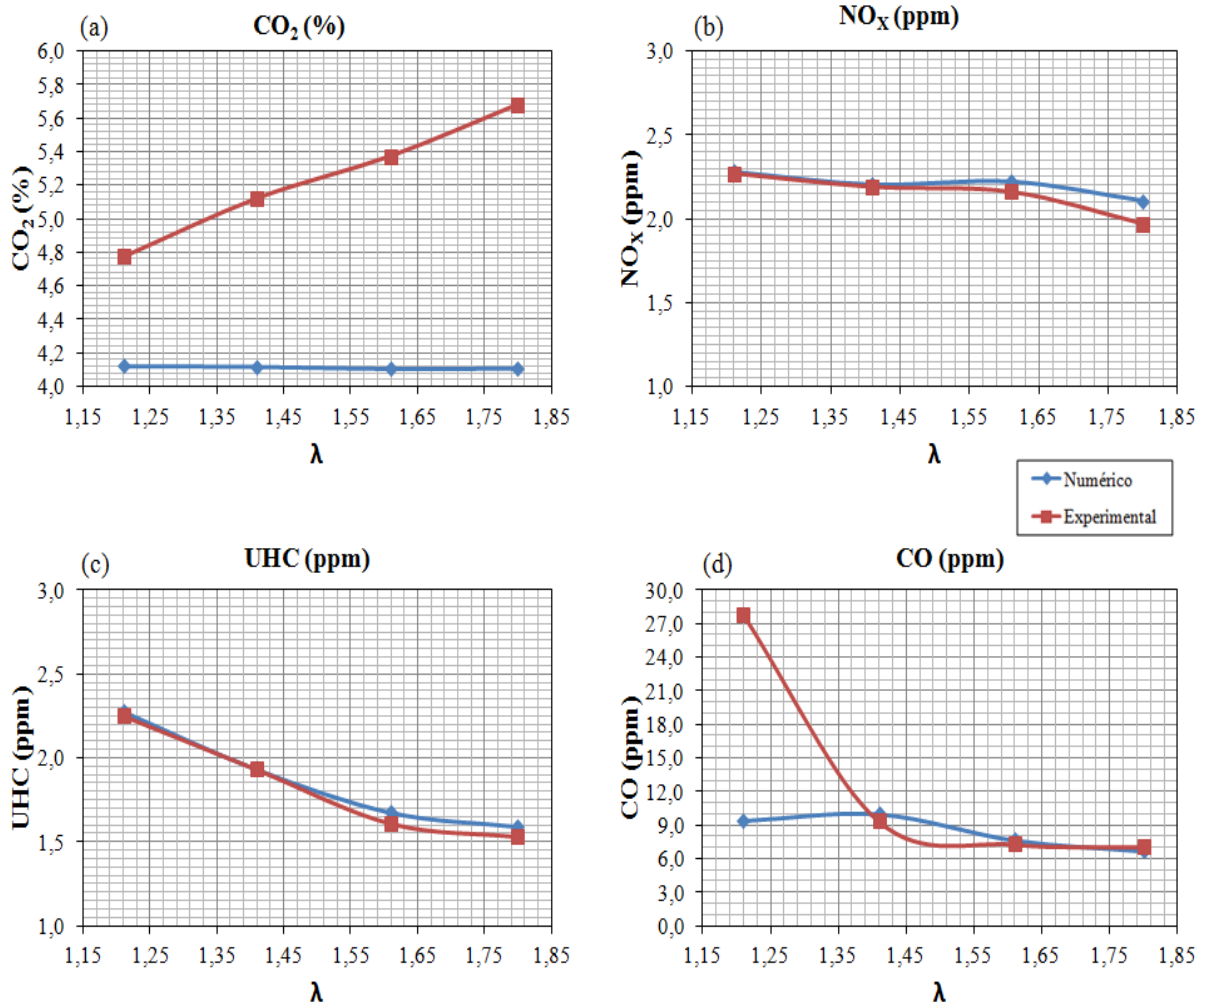 (a)
CO₂ (%)
6,0
5,8
5,6
5,4
5,2
5,0
4,8
4,6
4,4
4,2
4,0
CO₂ (%)
1,15 1,25 1,35 1,45 1,55 1,65 1,75 1,85
λ
(b)
NOX (ppm)
3,0
2,5
2,0
1,5
1,0
NOX (ppm)
1,15 1,25 1,35 1,45 1,55 1,65 1,75 1,85
λ
Numérico
Experimental
(c)
UHC (ppm)
3,0
2,5
2,0
1,5
1,0
UHC (ppm)
1,15 1,25 1,35 1,45 1,55 1,65 1,75 1,85
λ
(d)
CO (ppm)
30,0
27,0
24,0
21,0
18,0
15,0
12,0
9,0
6,0
3,0
0,0
CO (ppm)
1,15 1,25 1,35 1,45 1,55 1,65 1,75 1,85
λ